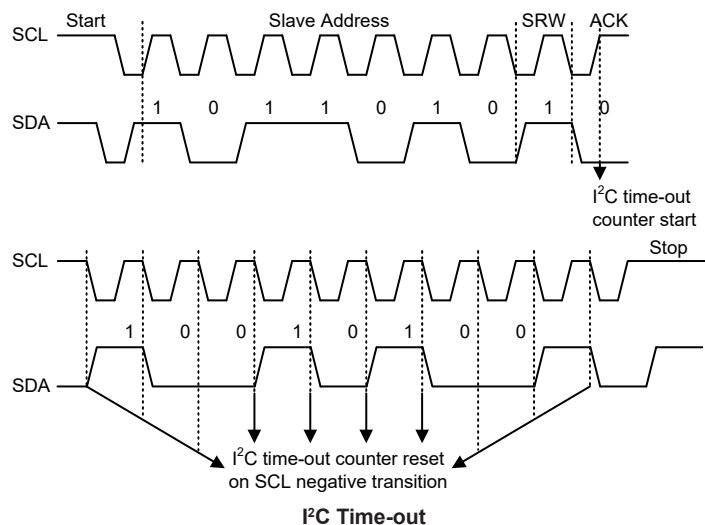 Start Slave Address SRW ACK
SCL
1 0 1 1 0 1 0 1 0
SDA
I²C time-out
counter start
Stop
SCL
1 0 0 1 0 1 0 0
SDA
I²C time-out counter reset
on SCL negative transition
I²C Time-out